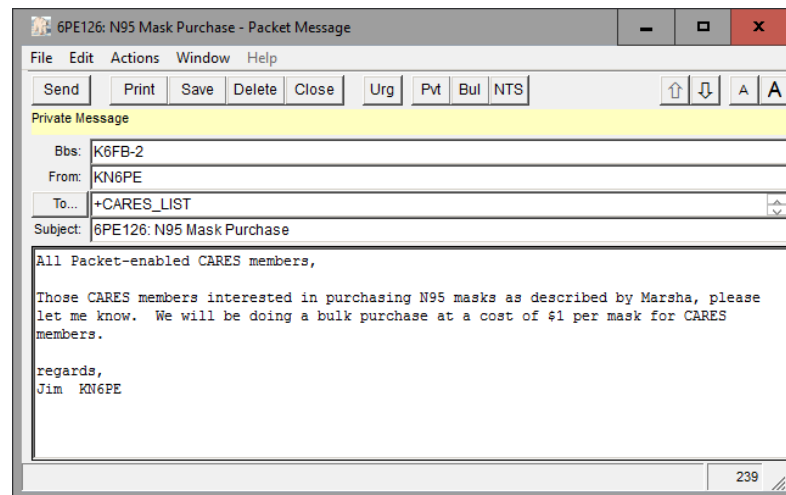 6PE126: N95 Mask Purchase - Packet Message
File Edit Actions Window Help
Send Print Save Delete Close Urg Pvt Bul NTS A A
Private Message
Bbs: K6FB-2
From: KN6PE
To... +CARES_LIST
Subject: 6PE126: N95 Mask Purchase
All Packet-enabled CARES members,
Those CARES members interested in purchasing N95 masks as described by Marsha, please
let me know. We will be doing a bulk purchase at a cost of $1 per mask for CARES
members.
regards,
Jim KN6PE
239